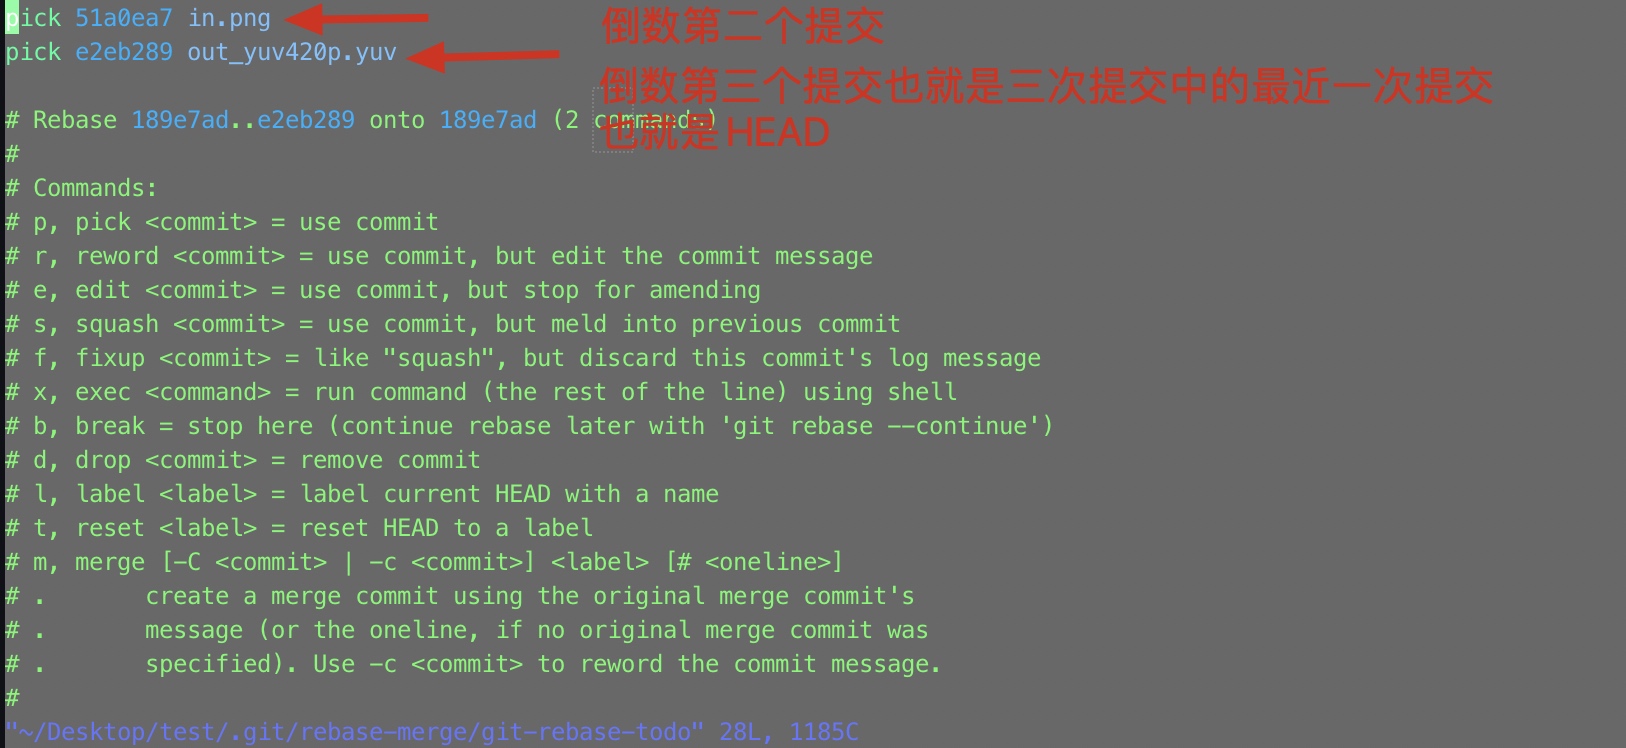 pick 51a0ea7 in.png
倒数第二个提交
pick e2eb289 out_yuv420p.yuv
倒数第三个提交也就是三次提交中的最近一次提交
也就是HEAD
# Rebase 189e7ad..e2eb289 onto 189e7ad (2 commands)
#
# Commands:
# p, pick <commit> = use commit
# r, reword <commit> = use commit, but edit the commit message
# e, edit <commit> = use commit, but stop for amending
# s, squash <commit> = use commit, but meld into previous commit
# f, fixup <commit> = like "squash", but discard this commit's log message
# x, exec <command> = run command (the rest of the line) using shell
# b, break = stop here (continue rebase later with 'git rebase --continue')
# d, drop <commit> = remove commit
# l, label <label> = label current HEAD with a name
# t, reset <label> = reset HEAD to a label
# m, merge [-C <commit> | -c <commit>] <label> [# <oneline>]
# .       create a merge commit using the original merge commit's
# .       message (or the oneline, if no original merge commit was
# .       specified). Use -c <commit> to reword the commit message.
#
"~/Desktop/test/.git/rebase-merge/git-rebase-todo" 28L, 1185C